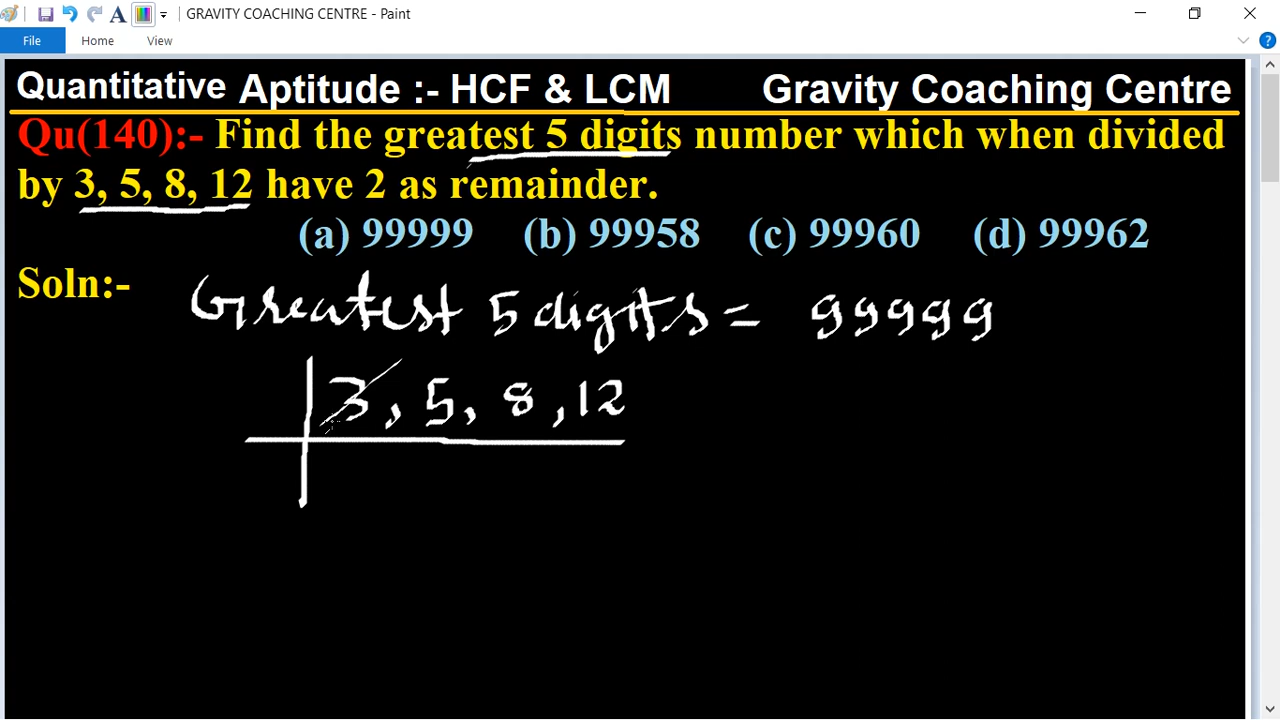 GRAVITY COACHING CENTRE - Paint
File Home View
Quantitative Aptitude :- HCF & LCM Gravity Coaching Centre
Qu(140):- Find the greatest 5 digits number which when divided
by 3, 5, 8, 12 have 2 as remainder.
(a) 99999 (b) 99958 (c) 99960 (d) 99962
Soln:- Greatest 5 digits = 99999
3, 5, 8, 12